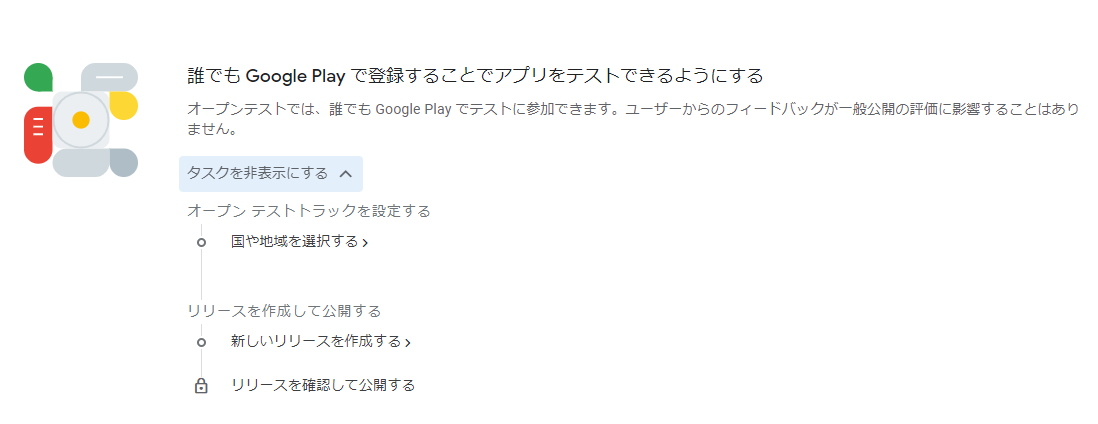 誰でも Google Play で登録することでアプリをテストできるようにする
オープンテストでは、誰でも Google Play でテストに参加できます。ユーザーからのフィードバックが一般公開の評価に影響することはあり
ません。
タスクを非表示にする
オープン テストトラックを設定する
国や地域を選択する
リリースを作成して公開する
新しいリリースを作成する
リリースを確認して公開する